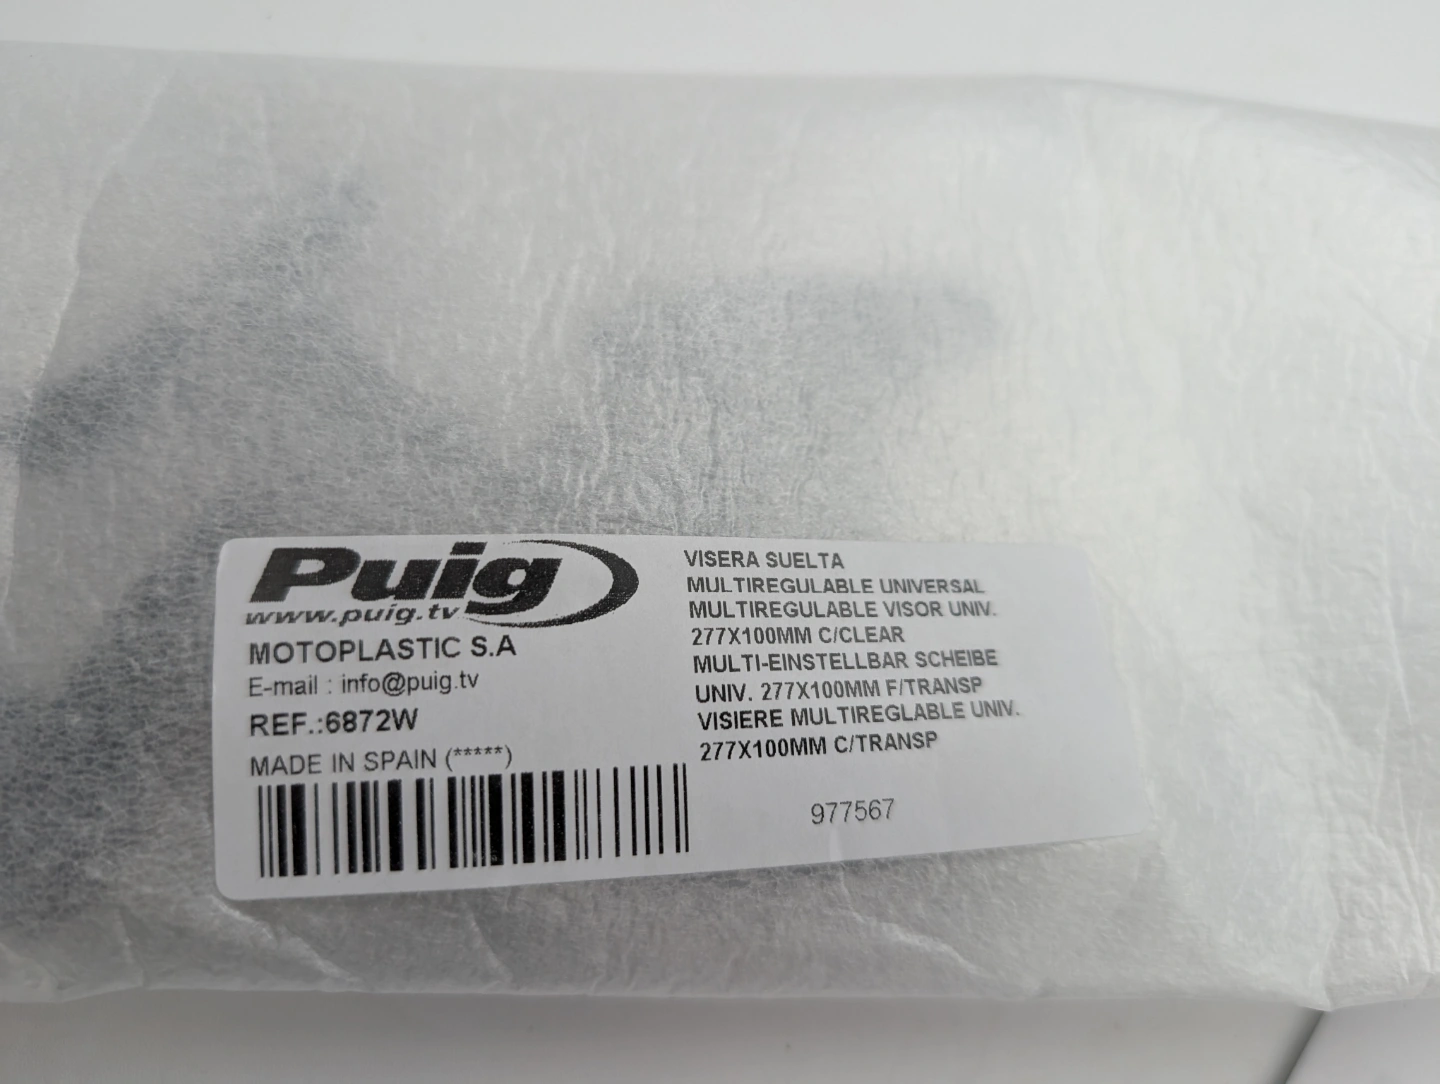 Puig
www.puig.tv
MOTOPLASTIC S.A
E-mail : info@puig.tv
REF.:6872W
MADE IN SPAIN (*****)
VISERA SUELTA
MULTIREGULABLE UNIVERSAL
MULTIREGULABLE VISOR UNIV.
277X100MM C/CLEAR
MULTI-EINSTELLBAR SCHEIBE
UNIV. 277X100MM F/TRANSP
VISIERE MULTIREGLABLE UNIV.
277X100MM C/TRANSP
977567